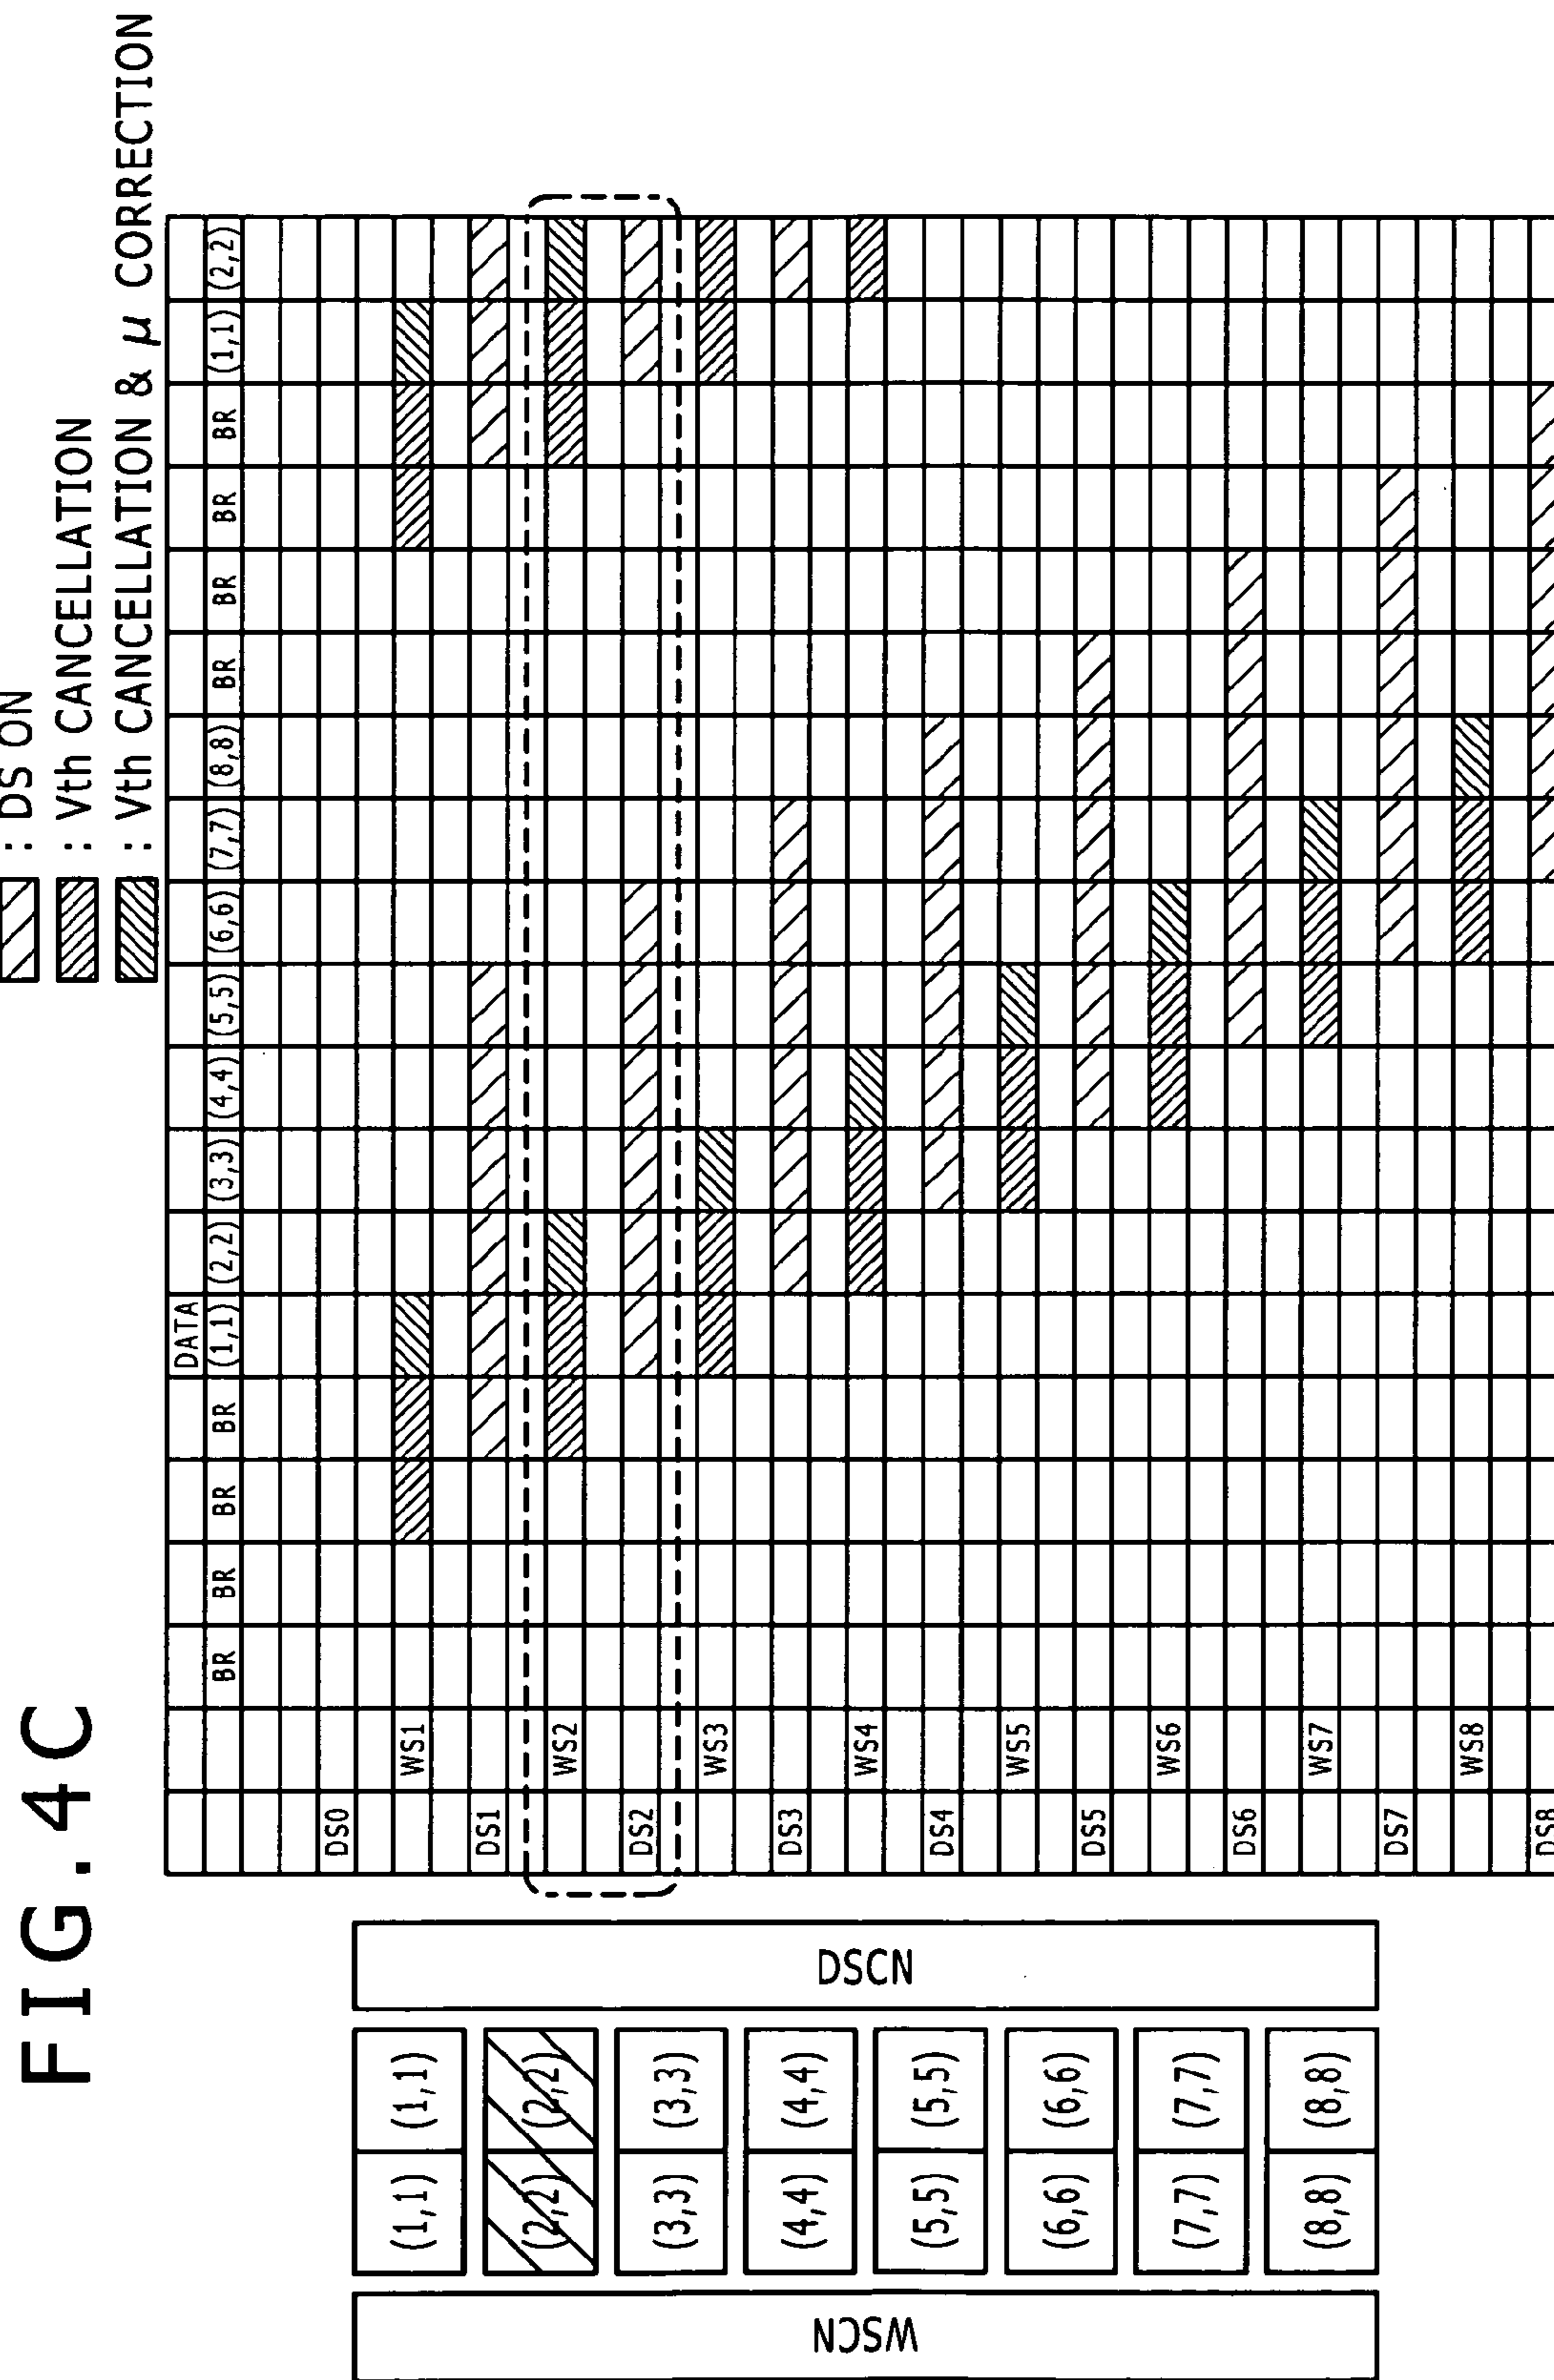 FIG. 4C
: DS ON
: Vth CANCELLATION
: Vth CANCELLATION & μ CORRECTION
WSCN
(1,1) (1,1)
(2,2) (2,2)
(3,3) (3,3)
(4,4) (4,4)
(5,5) (5,5)
(6,6) (6,6)
(7,7) (7,7)
(8,8) (8,8)
DSCN
DATA
BR BR BR BR (1,1) (2,2) (3,3) (4,4) (5,5) (6,6) (7,7) (8,8) BR BR BR BR (1,1) (2,2)
DS0
WS1
DS1
WS2
DS2
WS3
DS3
WS4
DS4
WS5
DS5
WS6
DS6
WS7
DS7
WS8
DS8